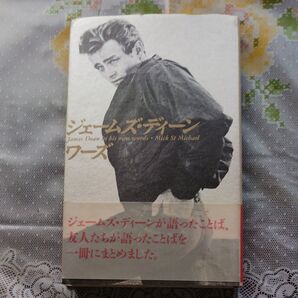 ジェームズ・ディーン
James Dean in his own words・Mick St Michael
ワーズ
ジェームズ・ディーンが語ったことば。
友人たちが語ったことばを
一冊にまとめました。